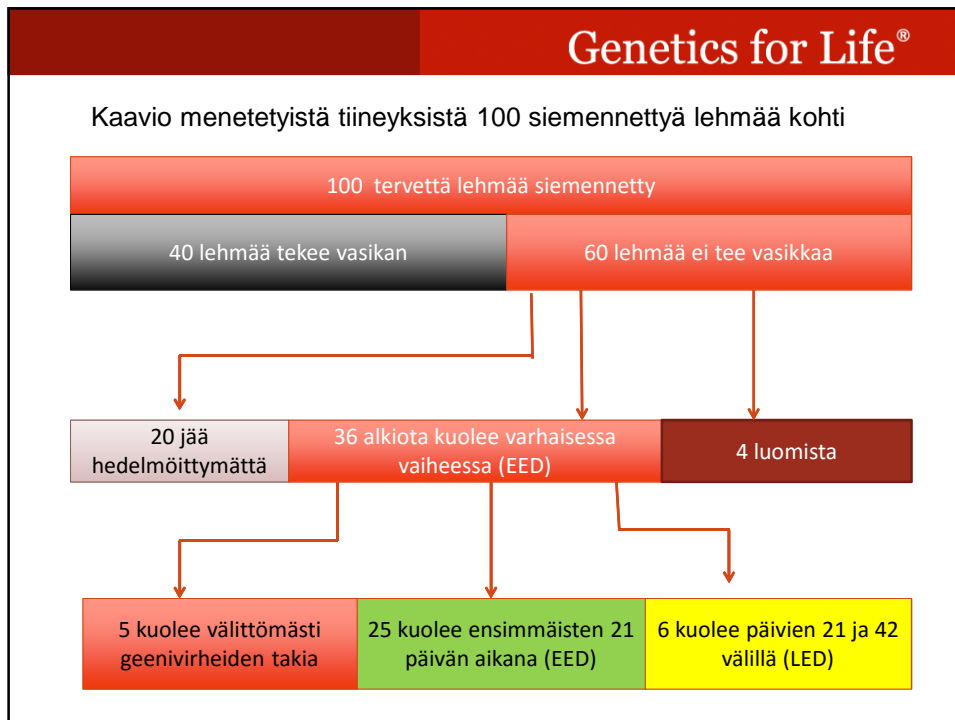 Genetics for Life®
Kaavio menetetyistä tiineyksistä 100 siemennettyä lehmää kohti
100 tervettä lehmää siemennetty
40 lehmää tekee vasikan
60 lehmää ei tee vasikkaa
20 jää
hedelmöittymättä
36 alkiota kuolee varhaisessa
vaiheessa (EED)
4 luomista
5 kuolee välittömästi
geenivirheiden takia
25 kuolee ensimmäisten 21
päivän aikana (EED)
6 kuolee päivien 21 ja 42
välillä (LED)